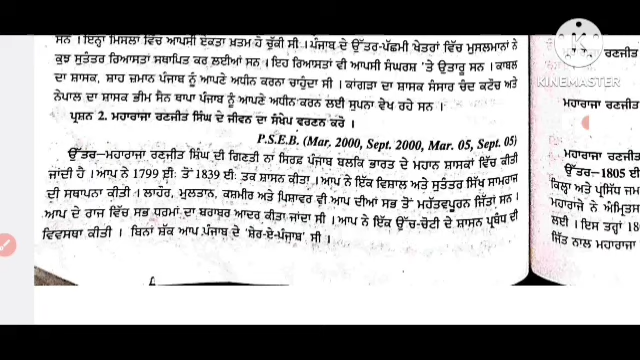 ਸਨ । ਇਨ੍ਹਾਂ ਮਿਸਲਾਂ ਵਿੱਚ ਆਪਸੀ ਏਕਤਾ ਖ਼ਤਮ ਹੋ ਚੁੱਕੀ ਸੀ । ਪੰਜਾਬ ਦੇ ਉੱਤਰ-ਪੱਛਮੀ ਖੇਤਰਾਂ ਵਿੱਚ ਮੁਸਲਮਾਨਾਂ ਨੇ
ਕੁਝ ਸੁਤੰਤਰ ਰਿਆਸਤਾਂ ਸਥਾਪਿਤ ਕਰ ਲਈਆਂ ਸਨ । ਇਹ ਰਿਆਸਤਾਂ ਵੀ ਆਪਸੀ ਸੰਘਰਸ਼ 'ਤੇ ਉਤਾਰੂ ਸਨ । ਕਾਬਲ
ਦਾ ਸ਼ਾਸਕ, ਸ਼ਾਹ ਜ਼ਮਾਨ ਪੰਜਾਬ ਨੂੰ ਆਪਣੇ ਅਧੀਨ ਕਰਨਾ ਚਾਹੁੰਦਾ ਸੀ । ਕਾਂਗੜਾ ਦਾ ਸ਼ਾਸਕ ਸੰਸਾਰ ਚੰਦ ਕਟੋਚ ਅਤੇ
ਨੇਪਾਲ ਦਾ ਸ਼ਾਸਕ ਭੀਮ ਸੈਨ ਥਾਪਾ ਪੰਜਾਬ ਨੂੰ ਆਪਣੇ ਅਧੀਨ ਕਰਨ ਲਈ ਸੁਪਨਾ ਵੇਖ ਰਹੇ ਸਨ ।
ਪ੍ਰਸ਼ਨ 2. ਮਹਾਰਾਜਾ ਰਣਜੀਤ ਸਿੰਘ ਦੇ ਜੀਵਨ ਦਾ ਸੰਖੇਪ ਵਰਣਨ ਕਰੋ ।
P.S.E.B. (Mar. 2000, Sept. 2000, Mar. 05, Sept. 05)
ਉੱਤਰ-ਮਹਾਰਾਜਾ ਰਣਜੀਤ ਸਿੰਘ ਦੀ ਗਿਣਤੀ ਨਾਂ ਸਿਰਫ਼ ਪੰਜਾਬ ਬਲਕਿ ਭਾਰਤ ਦੇ ਮਹਾਨ ਸ਼ਾਸਕਾਂ ਵਿੱਚ ਕੀਤੀ
ਜਾਂਦੀ ਹੈ । ਆਪ ਨੇ 1799 ਈ: ਤੋਂ 1839 ਈ: ਤਕ ਸ਼ਾਸਨ ਕੀਤਾ । ਆਪ ਨੇ ਇਕ ਵਿਸ਼ਾਲ ਅਤੇ ਸੁਤੰਤਰ ਸਿੱਖ ਸਾਮਰਾਜ
ਦੀ ਸਥਾਪਨਾ ਕੀਤੀ । ਲਾਹੌਰ, ਮੁਲਤਾਨ, ਕਸ਼ਮੀਰ ਅਤੇ ਪਿਸ਼ਾਵਰ ਵੀ ਆਪ ਦੀਆਂ ਸਭ ਤੋਂ ਮਹੱਤਵਪੂਰਨ ਜਿੱਤਾਂ ਸਨ ।
ਆਪ ਦੇ ਰਾਜ ਵਿੱਚ ਸਭ ਧਰਮਾਂ ਦਾ ਬਰਾਬਰ ਆਦਰ ਕੀਤਾ ਜਾਂਦਾ ਸੀ । ਆਪ ਨੇ ਇਕ ਉੱਚ-ਚੋਟੀ ਦੇ ਸ਼ਾਸਨ ਪ੍ਰਬੰਧ ਦੀ
ਵਿਵਸਥਾ ਕੀਤੀ । ਬਿਨਾਂ ਸ਼ੱਕ ਆਪ ਪੰਜਾਬ ਦੇ 'ਸ਼ੇਰ-ਏ-ਪੰਜਾਬ' ਸੀ ।
ਮਹਾਰਾਜਾ ਰਣਜੀਤ
ਮਹਾਰਾਜਾ ਰਣਜੀਤ
ਉੱਤਰ-1805 ਈ
ਕਿਲ੍ਹਾ ਅਤੇ ਪ੍ਰਸਿੱਧ ਜਮ
ਮਹਾਰਾਜੇ ਨੇ ਅੰਮ੍ਰਿਤਸ
ਲਈ । ਇਸ ਤਰ੍ਹਾਂ 18
ਜਿੱਤ ਨਾਲ ਮਹਾਰਾਜਾ
KINEMASTER